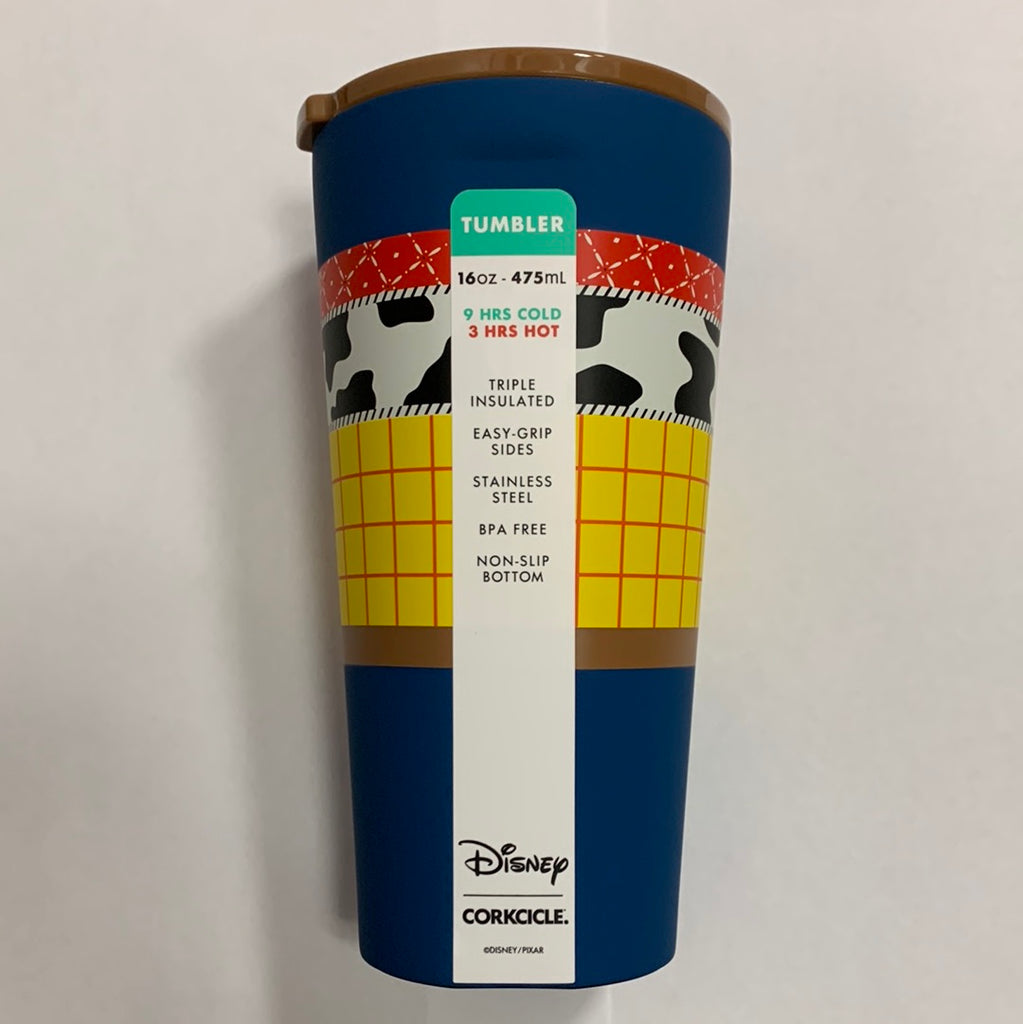 TUMBLER
16OZ - 475mL
9 HRS COLD
3 HRS HOT
TRIPLE
INSULATED
EASY-GRIP
SIDES
STAINLESS
STEEL
BPA FREE
NON-SLIP
BOTTOM
Disney
CORKCICLE.
©DISNEY/PIXAR